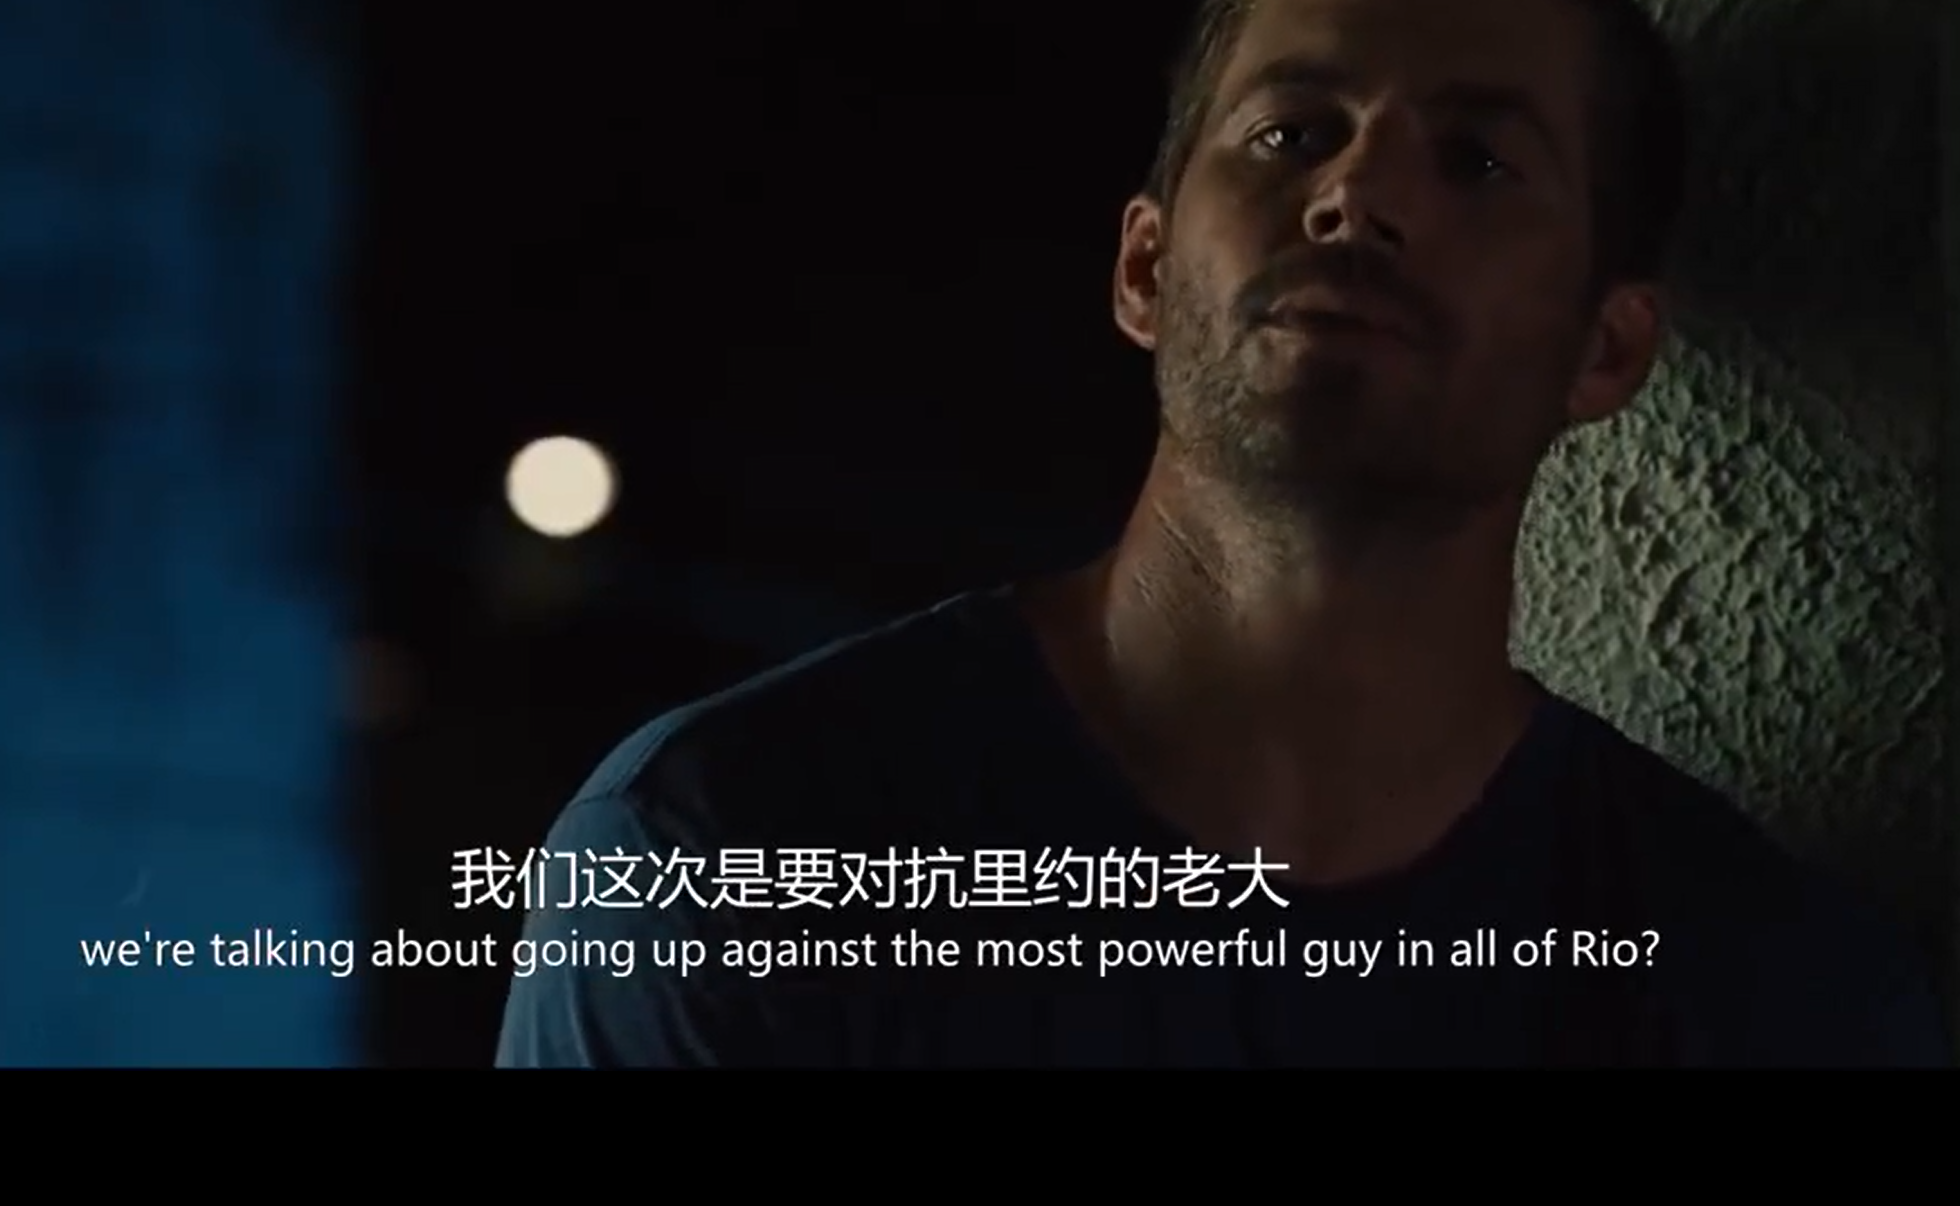 我们这次是要对抗里约的老大
we're talking about going up against the most powerful guy in all of Rio?